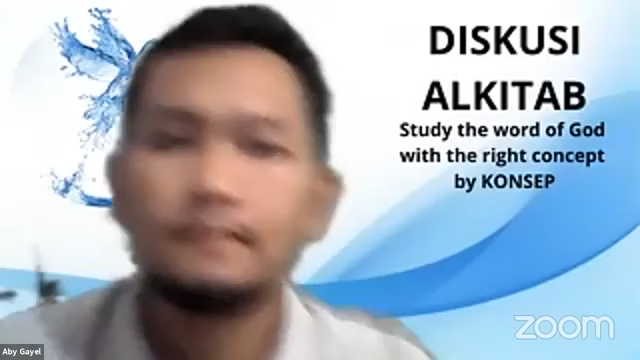 DISKUSI
ALKITAB
Study the word of God
with the right concept
by KONSEP
zoom
Aby Gayel